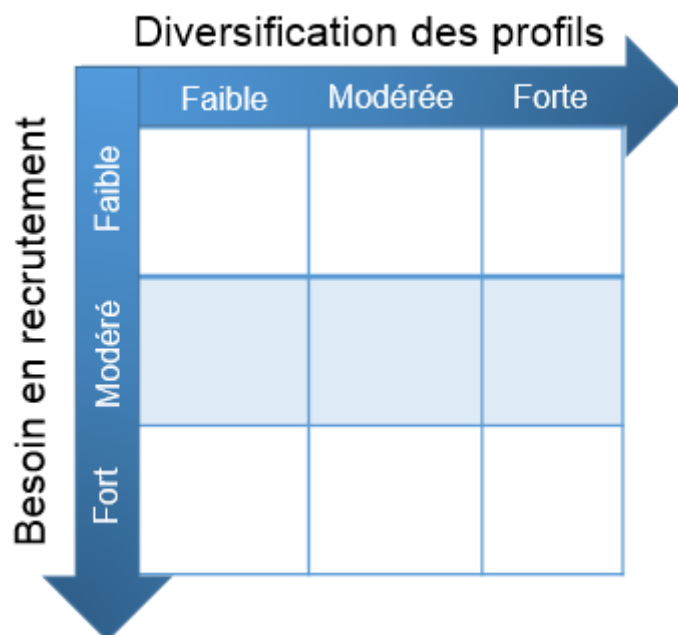 Diversification des profils
Faible Modérée Forte
Besoin en recrutement
Faible
Modéré
Fort